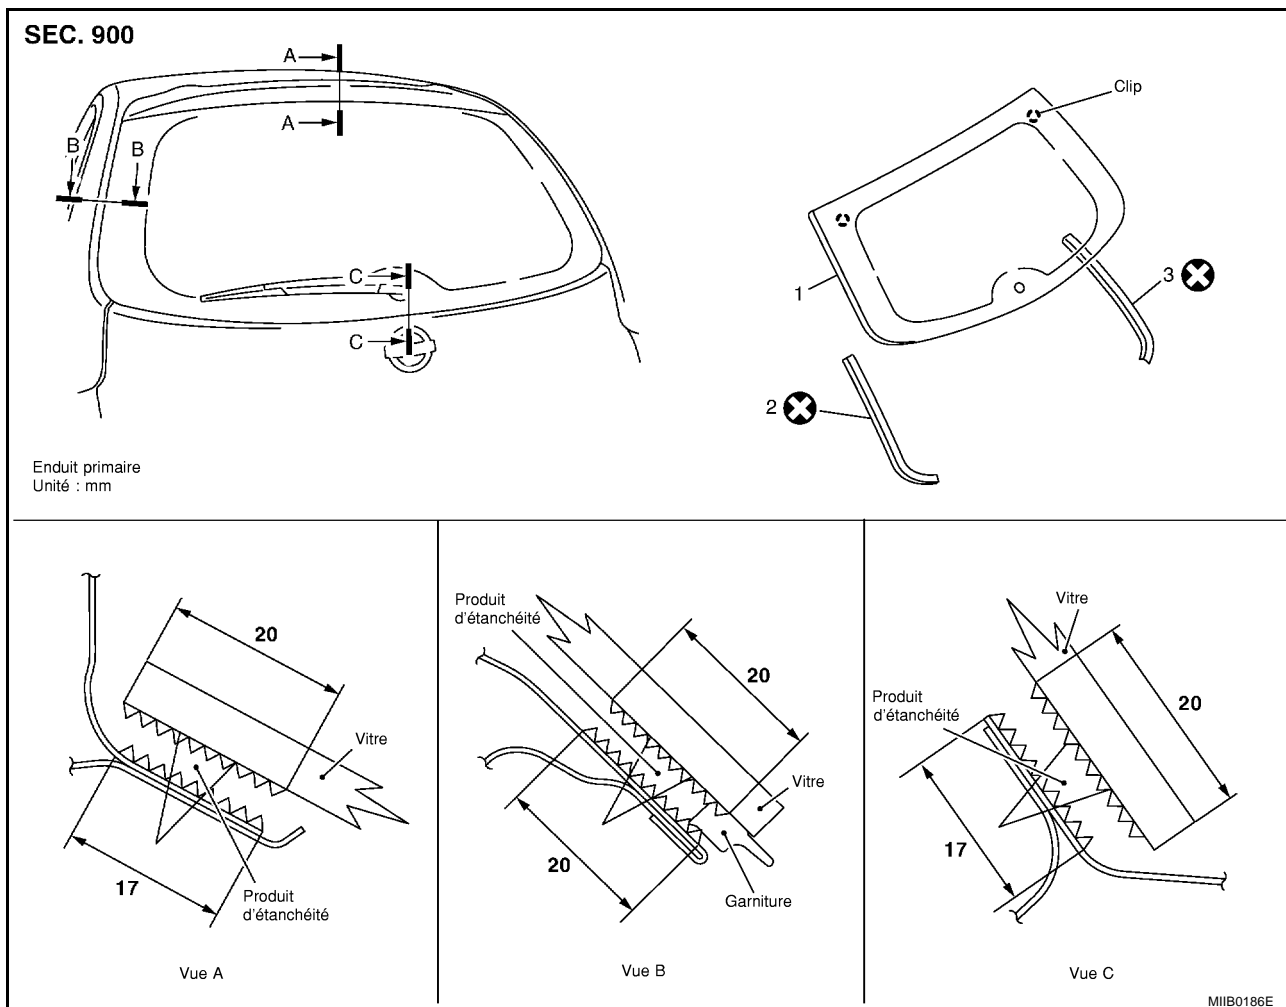 SEC. 900
A
A
B
B
C
C
Clip
1
3
2
Enduit primaire
Unité : mm
20
Vitre
17
Produit
d'étanchéité
Vue A
Produit
d'étanchéité
20
Vitre
20
Garniture
Vue B
Vitre
Produit
d'étanchéité
20
17
Vue C
MIIB0186E